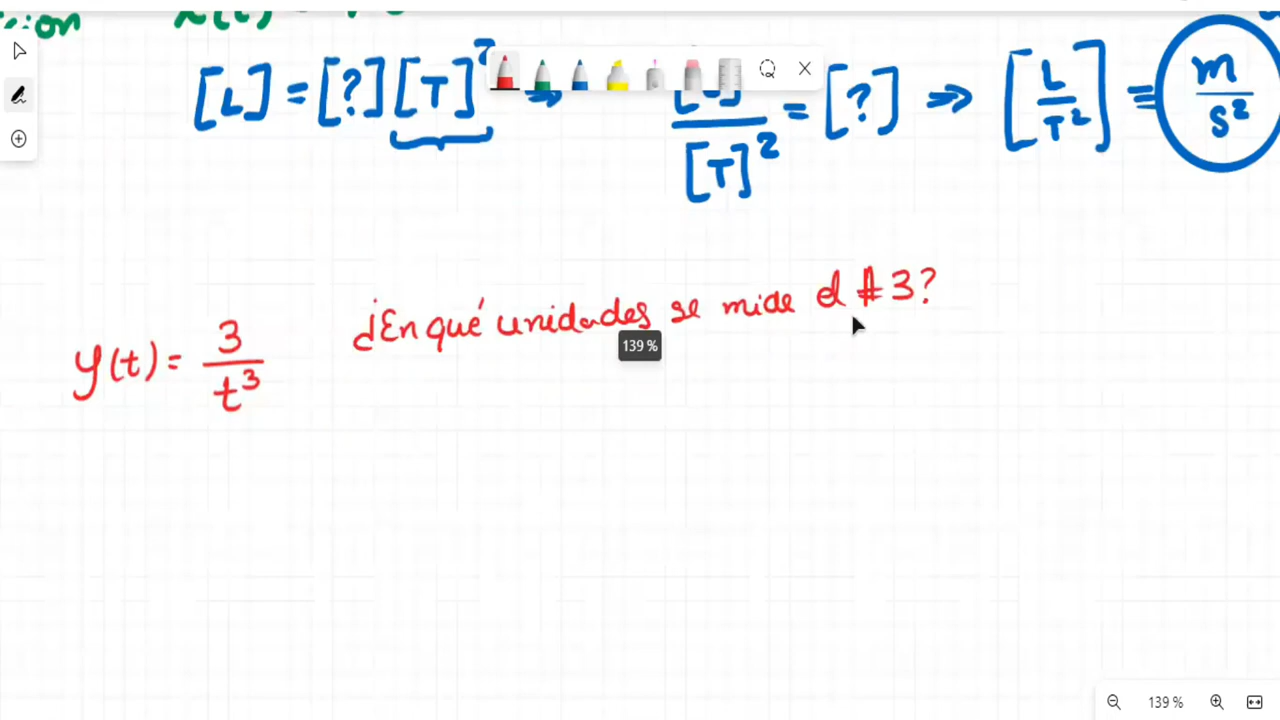 x(t) =
[L] = [?][T]² ⇒ [L]/[T]² = [?] ⇒ [L/T²] = m/s²
¿En qué unidades se mide el #3?
y(t) = 3/t³
139 %
139 %